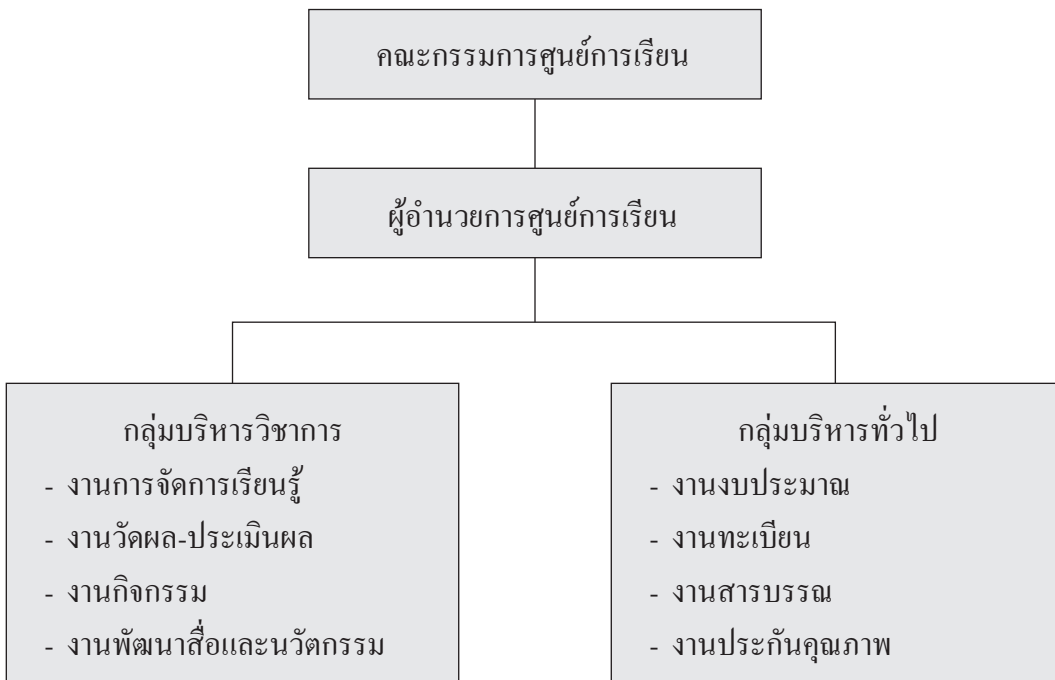 คณะกรรมการศูนย์การเรียน
ผู้อำนวยการศูนย์การเรียน
กลุ่มบริหารวิชาการ
- งานการจัดการเรียนรู้
- งานวัดผล-ประเมินผล
- งานกิจกรรม
- งานพัฒนาสื่อและนวัตกรรม
กลุ่มบริหารทั่วไป
- งานงบประมาณ
- งานทะเบียน
- งานสารบรรณ
- งานประกันคุณภาพ